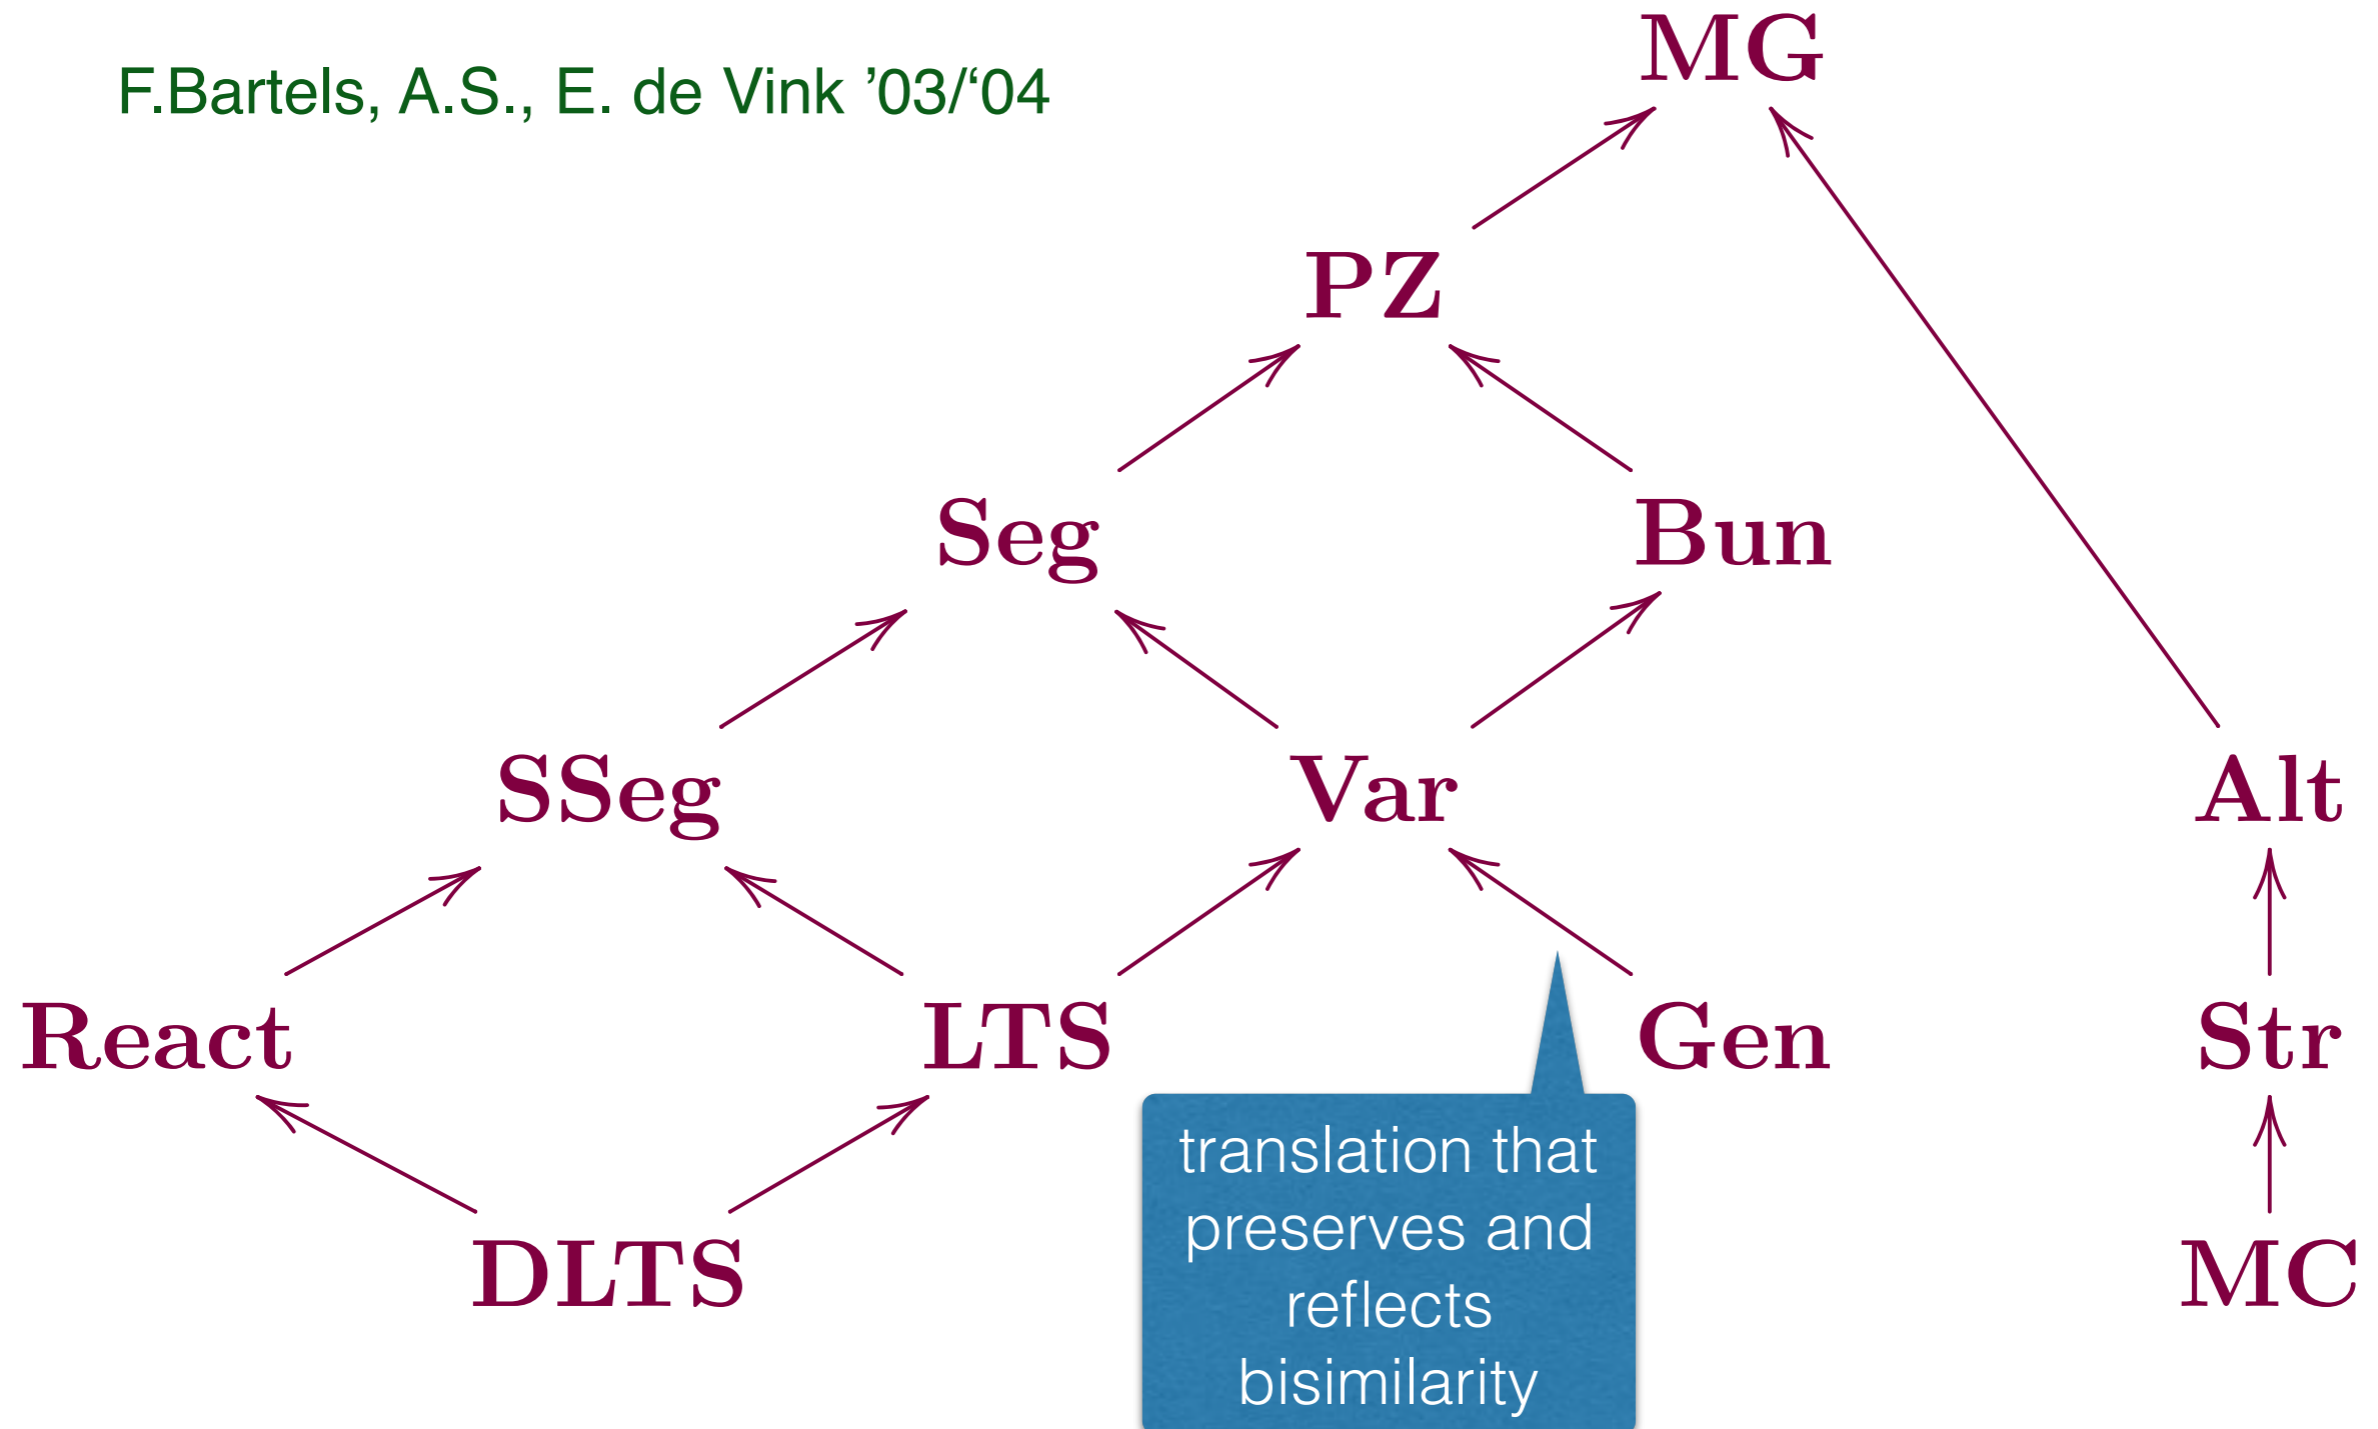 MG
F.Bartels, A.S., E. de Vink ’03/‘04
PZ
Seg
Bun
SSeg
Var
Alt
React
LTS
Gen
Str
translation that
preserves and
reflects
bisimilarity
DLTS
MC